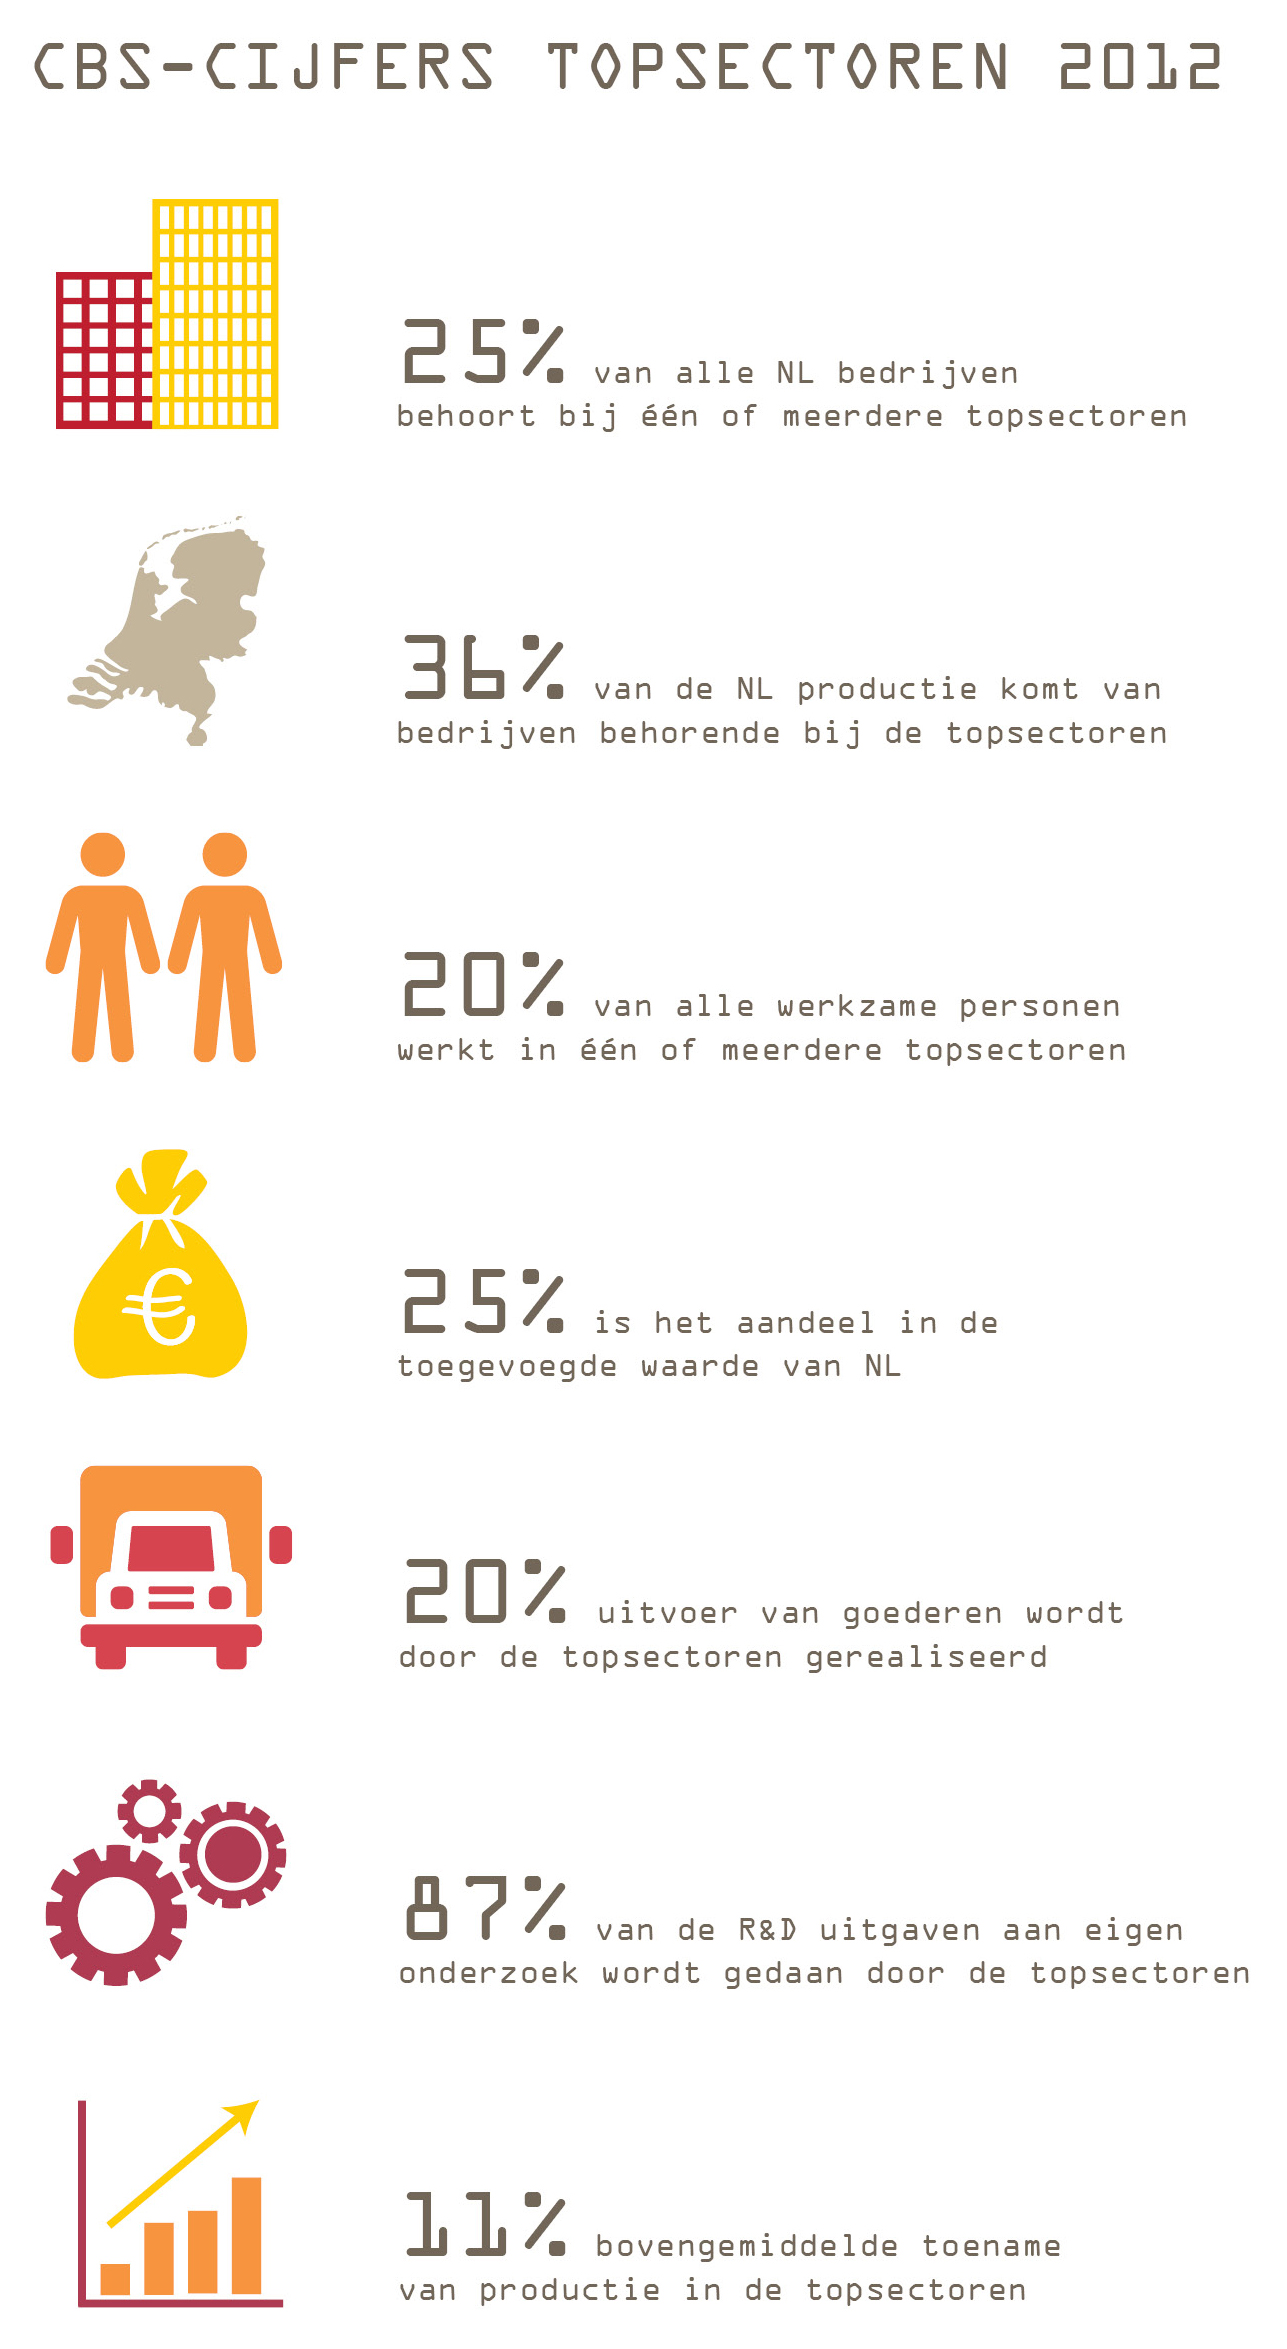 CBS-CIJFERS TOPSECTOREN 2012
25% van alle NL bedrijven
behoort bij één of meerdere topsectoren
36% van de NL productie komt van
bedrijven behorende bij de topsectoren
20% van alle werkzame personen
werkt in één of meerdere topsectoren
€
25% is het aandeel in de
toegevoegde waarde van NL
20% uitvoer van goederen wordt
door de topsectoren gerealiseerd
87% van de R&D uitgaven aan eigen
onderzoek wordt gedaan door de topsectoren
11% bovengemiddelde toename
van productie in de topsectoren